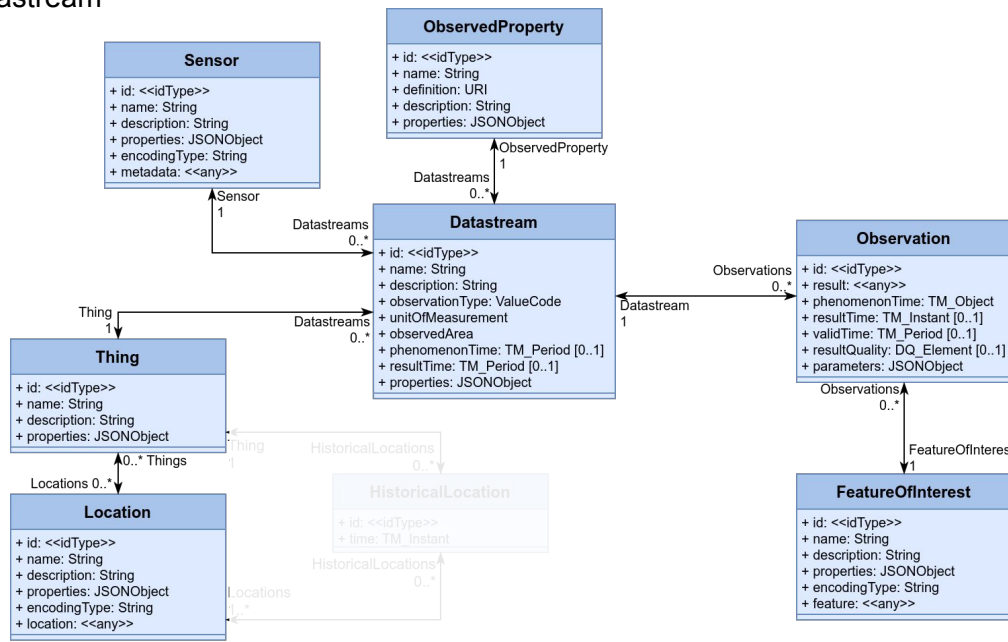 ObservedProperty
+ id: <<idType>>
+ name: String
+ definition: URI
+ description: String
+ properties: JSONObject
Sensor
+ id: <<idType>>
+ name: String
+ description: String
+ properties: JSONObject
+ encodingType: String
+ metadata: <<any>>
ObservedProperty
1
Datastreams
0..*
Sensor
1
Datastreams
0..*
Datastream
+ id: <<idType>>
+ name: String
+ description: String
+ observationType: ValueCode
+ unitOfMeasurement
+ observedArea
+ phenomenonTime: TM_Period [0..1]
+ resultTime: TM_Period [0..1]
+ properties: JSONObject
Observations
0..*
Datastream
1
Observation
+ id: <<idType>>
+ result: <<any>>
+ phenomenonTime: TM_Object
+ resultTime: TM_Instant [0..1]
+ validTime: TM_Period [0..1]
+ resultQuality: DQ_Element [0..1]
+ parameters: JSONObject
Thing
1
Datastreams
0..*
Thing
+ id: <<idType>>
+ name: String
+ description: String
+ properties: JSONObject
Observations
0..*
FeatureOfInteres
1
Thing
1
HistoricalLocations
0..*
0..* Things
Locations 0..*
HistoricalLocation
+ id: <<idType>>
+ time: TM_Instant
HistoricalLocations
0..*
Locations
1..*
Location
+ id: <<idType>>
+ name: String
+ description: String
+ properties: JSONObject
+ encodingType: String
+ location: <<any>>
FeatureOfInterest
+ id: <<idType>>
+ name: String
+ description: String
+ properties: JSONObject
+ encodingType: String
+ feature: <<any>>